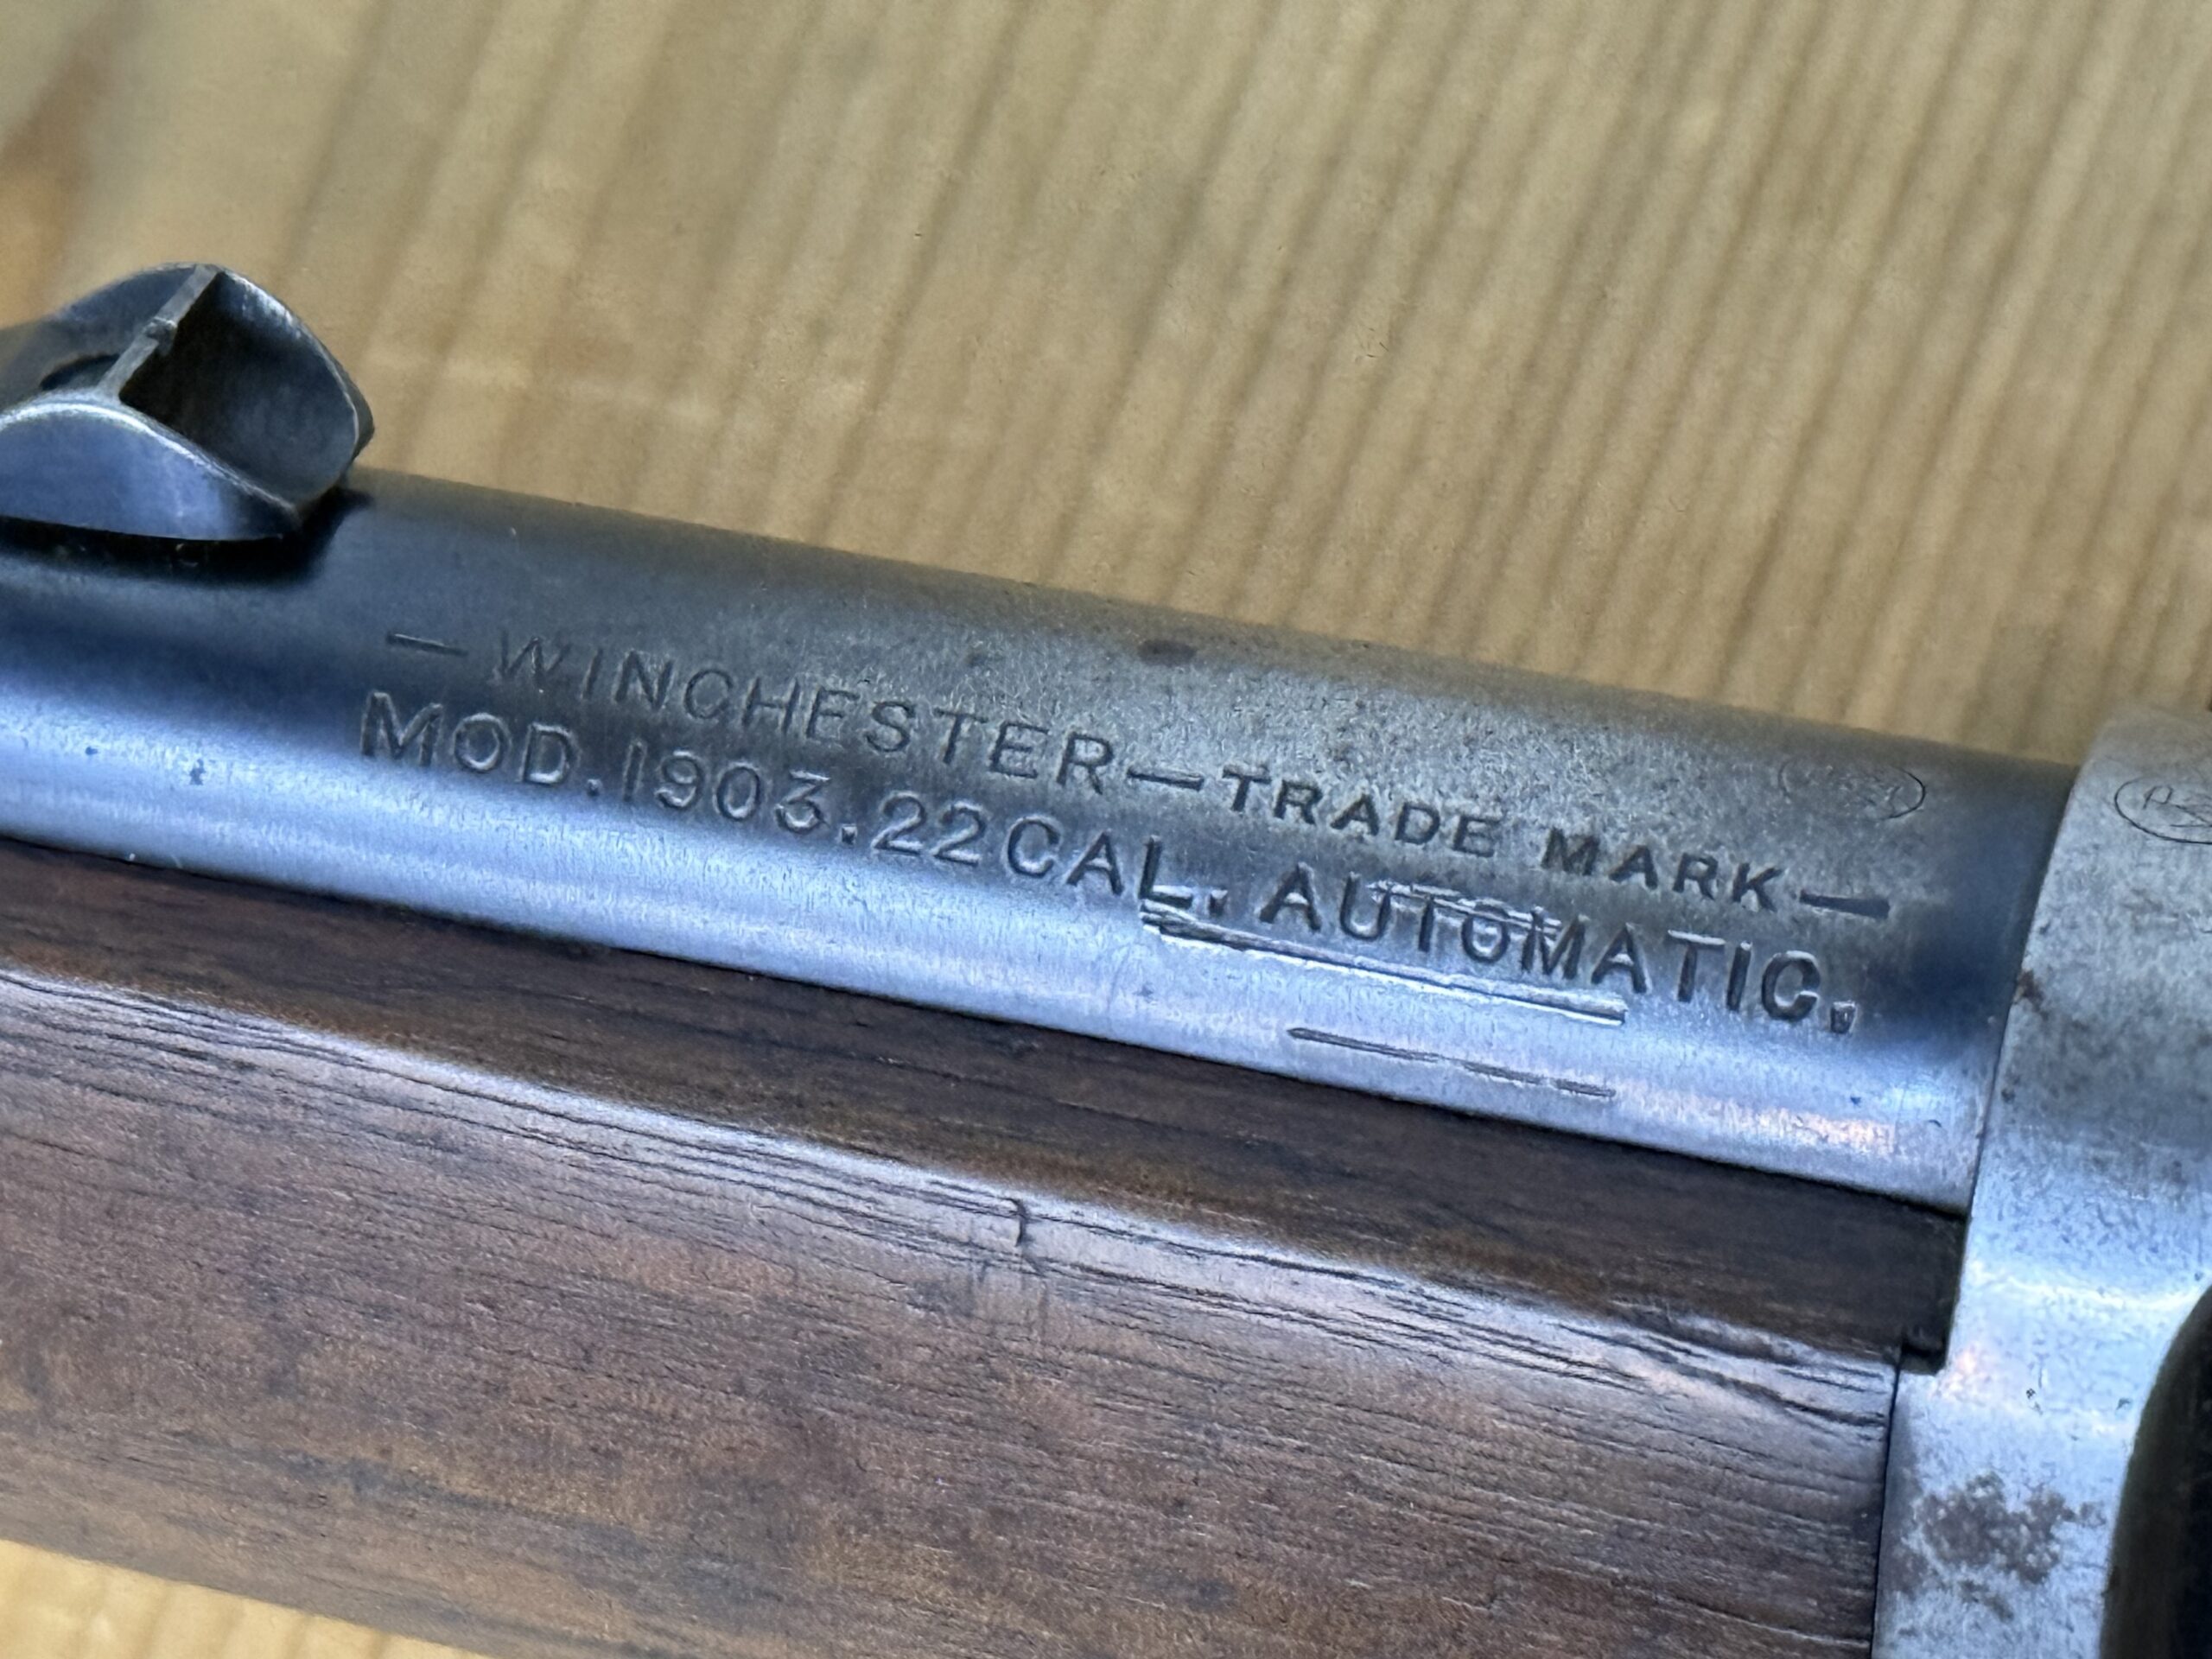 — WINCHESTER — TRADE MARK —
MOD. 1903. 22 CAL. AUTOMATIC.